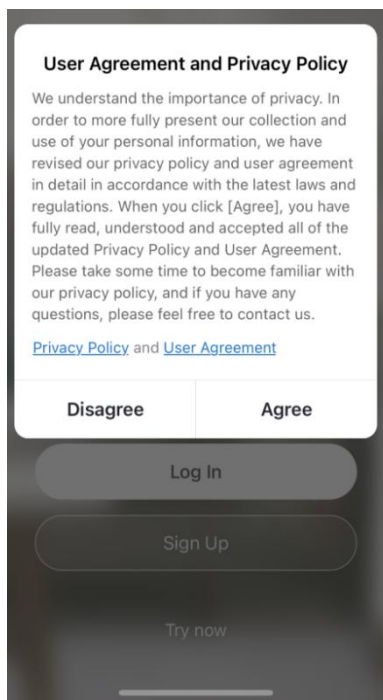 User Agreement and Privacy Policy
We understand the importance of privacy. In
order to more fully present our collection and
use of your personal information, we have
revised our privacy policy and user agreement
in detail in accordance with the latest laws and
regulations. When you click [Agree], you have
fully read, understood and accepted all of the
updated Privacy Policy and User Agreement.
Please take some time to become familiar with
our privacy policy, and if you have any
questions, please feel free to contact us.
Privacy Policy and User Agreement
Disagree Agree
Log In
Sign Up
Try now